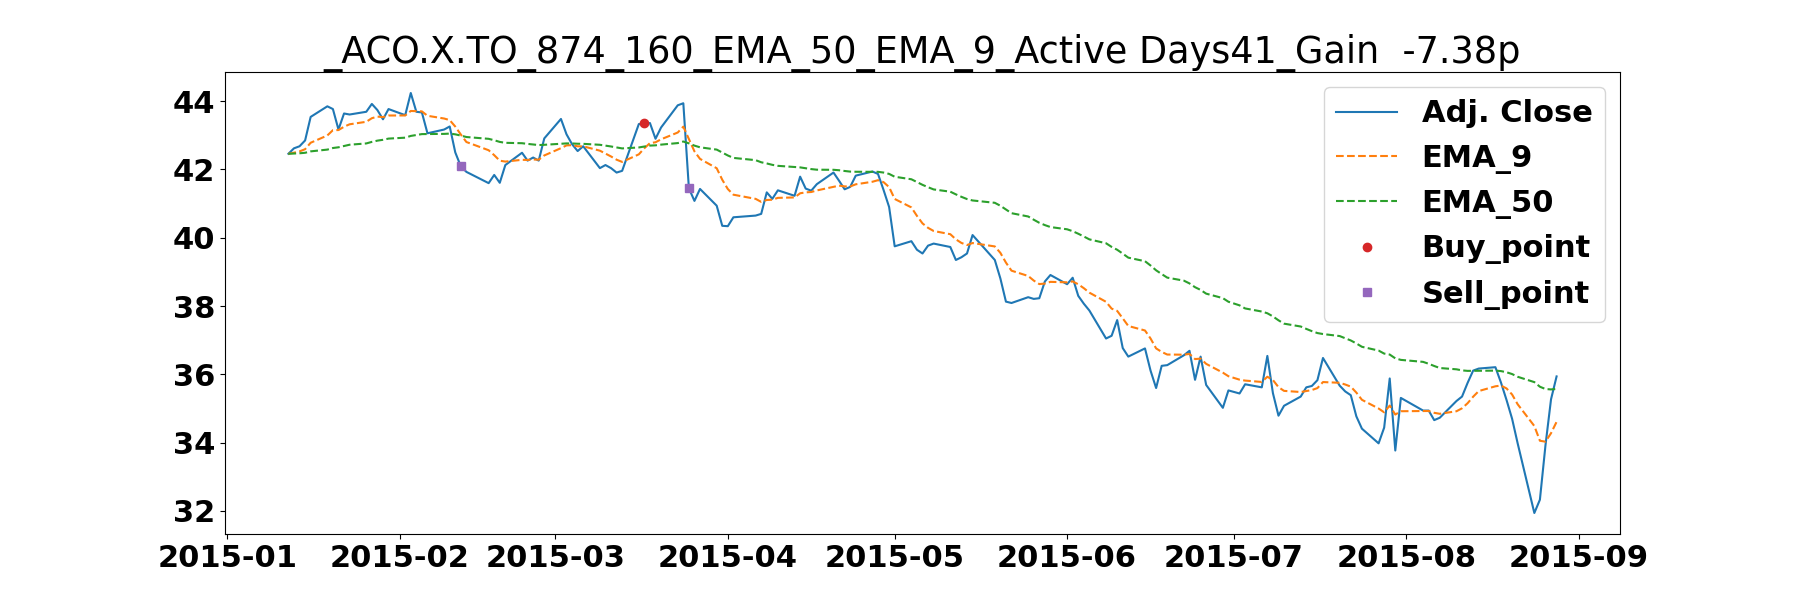 _ACO.X.TO_874_160_EMA_50_EMA_9_Active Days41_Gain  -7.38p
44
42
40
38
36
34
32
Adj. Close
EMA_9
EMA_50
Buy_point
Sell_point
2015-01 2015-02 2015-03 2015-04 2015-05 2015-06 2015-07 2015-08 2015-09